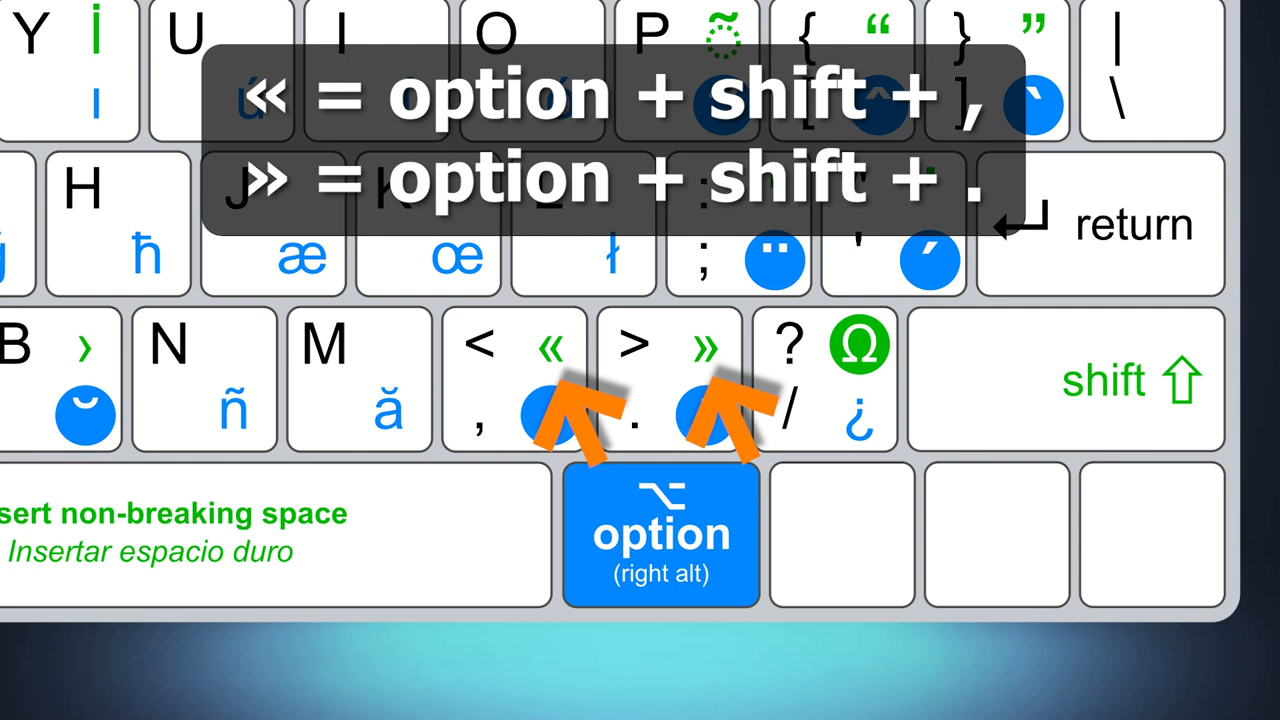 Y İ U I O P õ { “ } ” |
ı ú [ ^ ] ` \
« = option + shift + ,
» = option + shift + .
H J K : return
ħ æ œ ł ; ¨ ' ´
B › N M < « > » ? Ω
˘ ñ ă , . / ¿ shift
sert non-breaking space
Insertar espacio duro
option
(right alt)